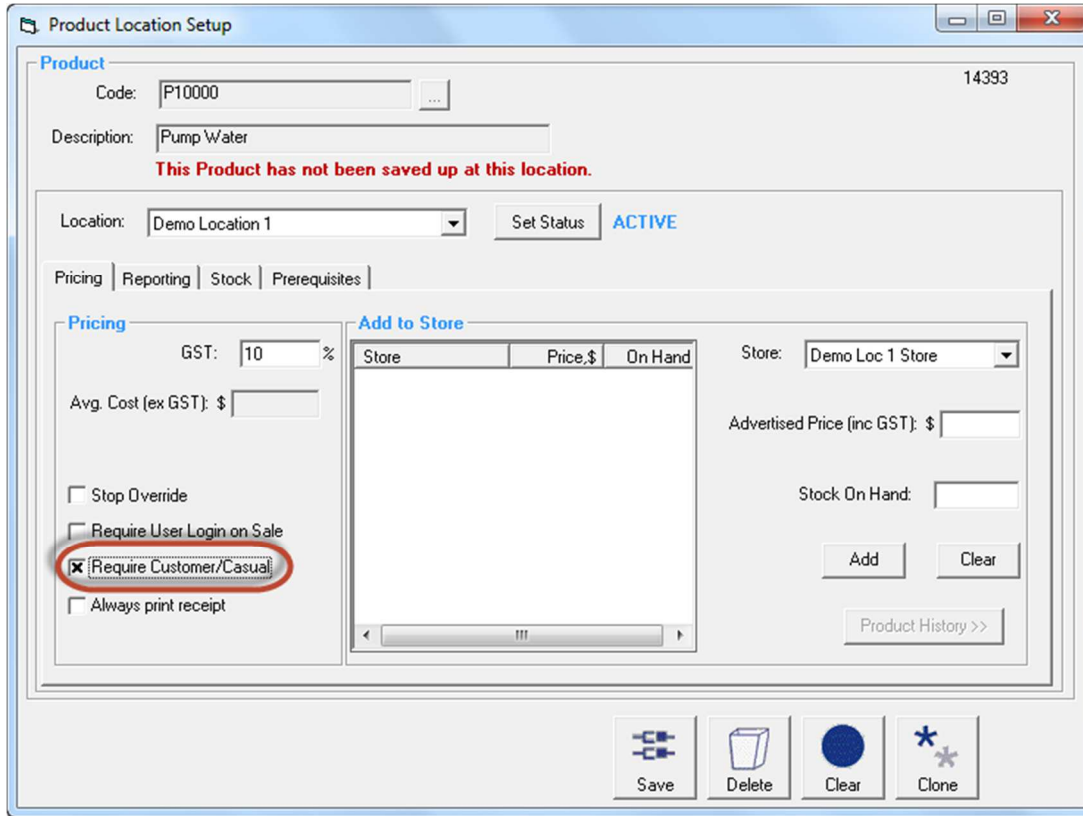 Product Location Setup
Product
14393
Code: P10000 ...
Description: Pump Water
This Product has not been saved up at this location.
Location: Demo Location 1 Set Status ACTIVE
Pricing Reporting Stock Prerequisites
Pricing
GST: 10 %
Avg. Cost (ex GST): $
Stop Override
Require User Login on Sale
Require Customer/Casual
Always print receipt
Add to Store
Store Price,$ On Hand
Store: Demo Loc 1 Store
Advertised Price (inc GST): $
Stock On Hand:
Add Clear
Product History >>
Save Delete Clear Clone